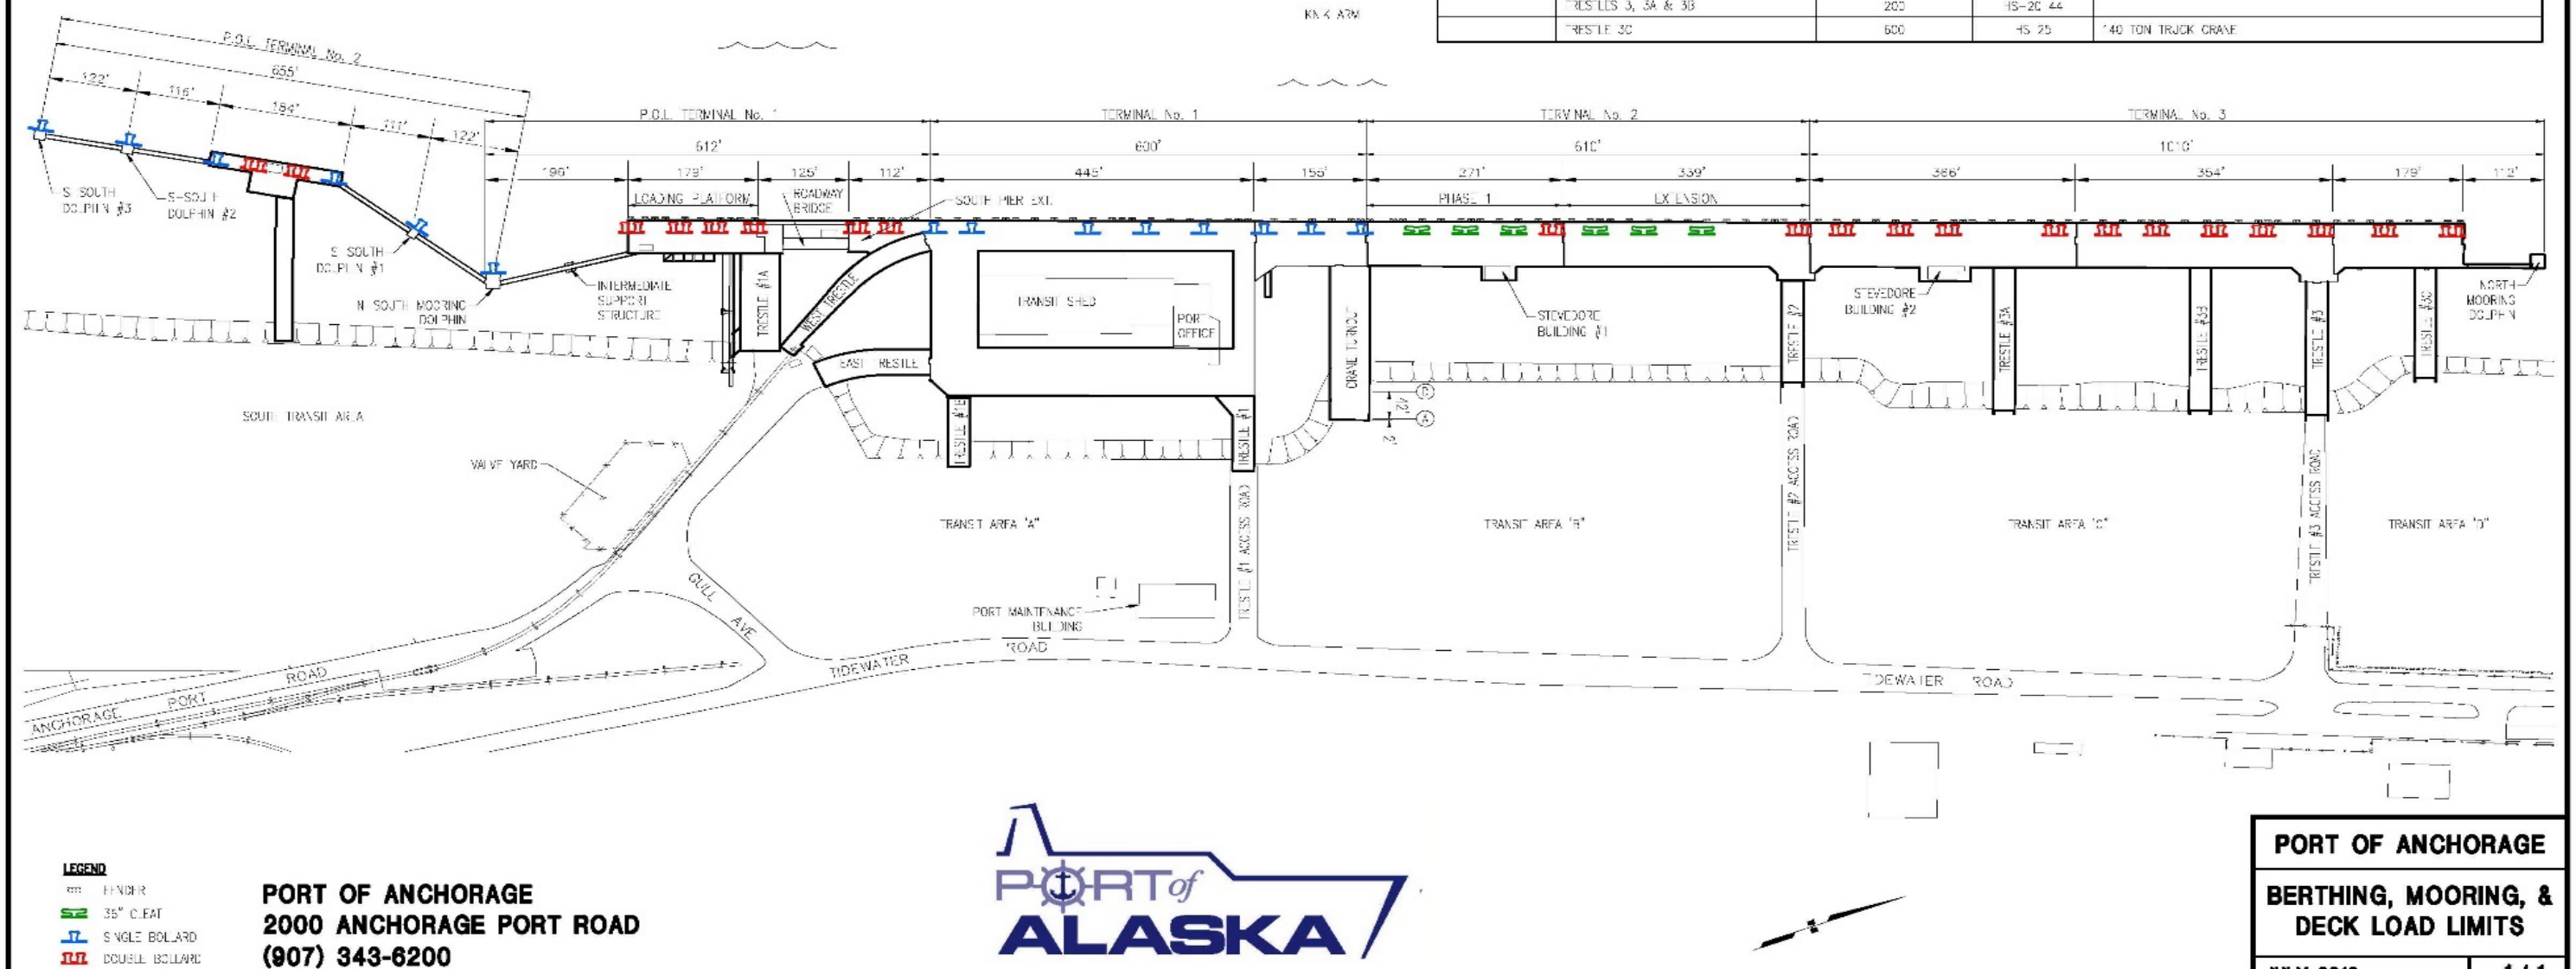 KNIK ARM
TRESTLES 3, 3A & 3B 200 HS-20 44
TRESTLE 3C 600 HS 25 140 TON TRUCK CRANE
P.O.L. TERMINAL No. 2
655'
122' 116' 184' 111' 122'
P.O.L. TERMINAL No. 1 TERMINAL No. 1 TERMINAL No. 2 TERMINAL No. 3
612' 600' 610' 1010'
196' 179' 125' 112' 445' 155' 271' 339' 366' 354' 179' 112'
LOADING PLATFORM
ROADWAY
BRIDGE
SOUTH PIER EXT.
PHASE 1 EXTENSION
S SOUTH
DOLPHIN #3
S-SOUTH
DOLPHIN #2
S SOUTH
DOLPHIN #1
N SOUTH MOORING
DOLPHIN
INTERMEDIATE
SUPPORT
STRUCTURE
TRESTLE #1A
WEST TRESTLE
EAST TRESTLE
TRANSIT SHED
PORT
OFFICE
CRANE TURNOUT
STEVEDORE
BUILDING #1
TRESTLE #2
STEVEDORE
BUILDING #2
TRESTLE #3A
TRESTLE #3B
TRESTLE #3
TRESTLE #3C
NORTH
MOORING
DOLPHIN
B
42'
A
TRESTLE #1B
TRESTLE #1
SOUTH TRANSIT AREA
VALVE YARD
TRANSIT AREA "A"
TRESTLE #1 ACCESS ROAD
TRANSIT AREA "B"
TRESTLE #2 ACCESS ROAD
TRANSIT AREA "C"
TRESTLE #3 ACCESS ROAD
TRANSIT AREA "D"
GULL AVE
PORT MAINTENANCE
BUILDING
ANCHORAGE PORT ROAD
TIDEWATER ROAD
TIDEWATER ROAD
LEGEND
FENDER
36" CLEAT
SINGLE BOLLARD
DOUBLE BOLLARD
PORT OF ANCHORAGE
2000 ANCHORAGE PORT ROAD
(907) 343-6200
PORT of
ALASKA
PORT OF ANCHORAGE
BERTHING, MOORING, &
DECK LOAD LIMITS